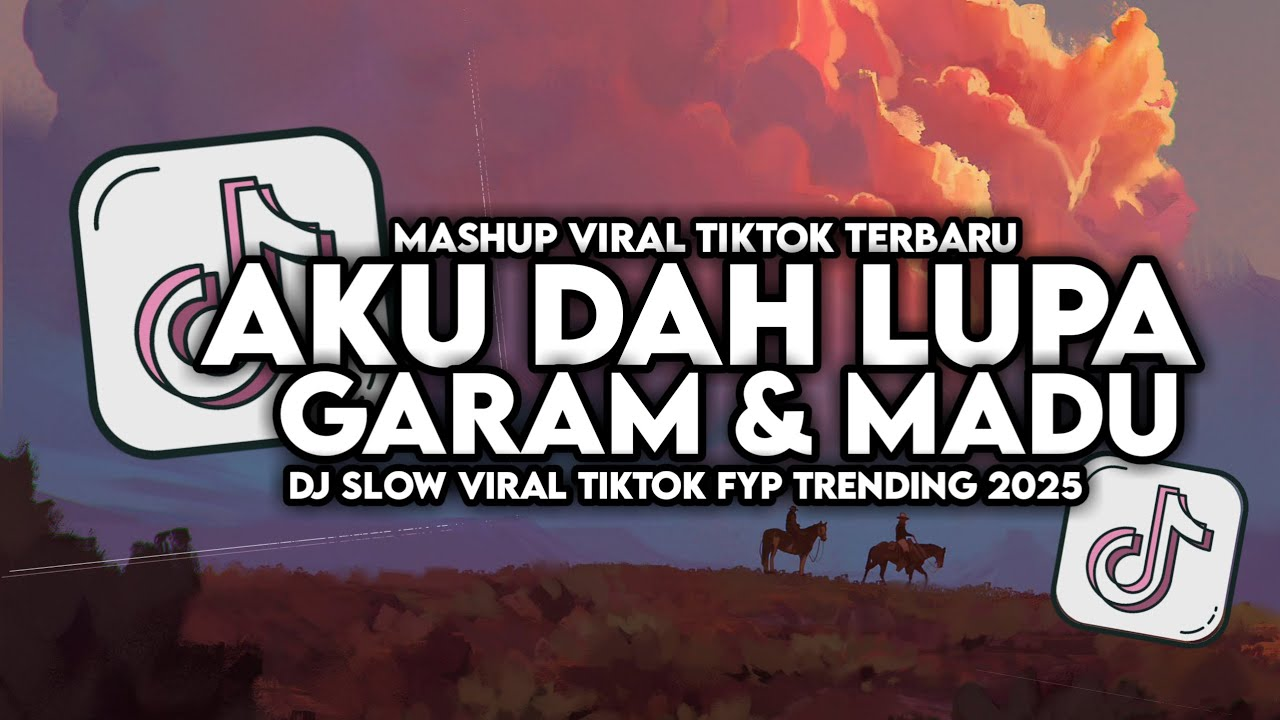 MASHUP VIRAL TIKTOK TERBARU
AKU DAH LUPA
GARAM & MADU
DJ SLOW VIRAL TIKTOK FYP TRENDING 2025